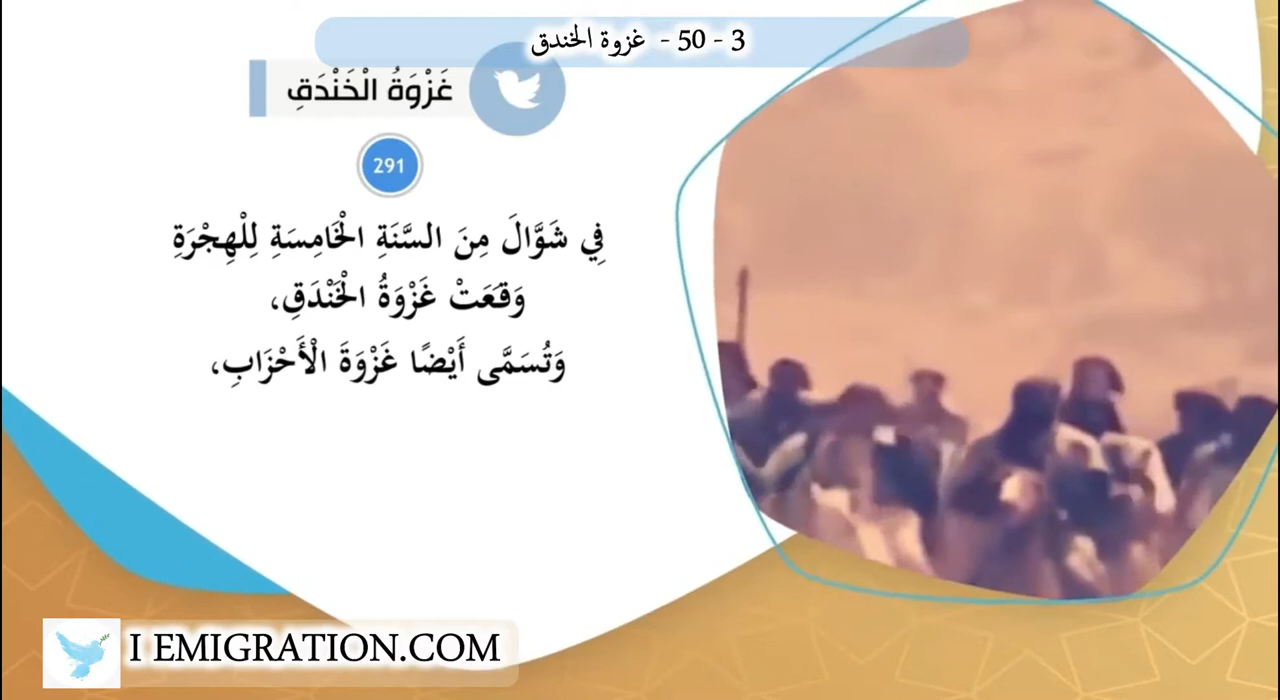 3 - 50 - غزوة الخندق
غَزْوَةُ الْخَنْدَقِ
291
فِي شَوَّالَ مِنَ السَّنَةِ الْخَامِسَةِ لِلْهِجْرَةِ
وَقَعَتْ غَزْوَةُ الْخَنْدَقِ،
وَتُسَمَّى أَيْضًا غَزْوَةَ الْأَحْزَابِ،
I EMIGRATION.COM